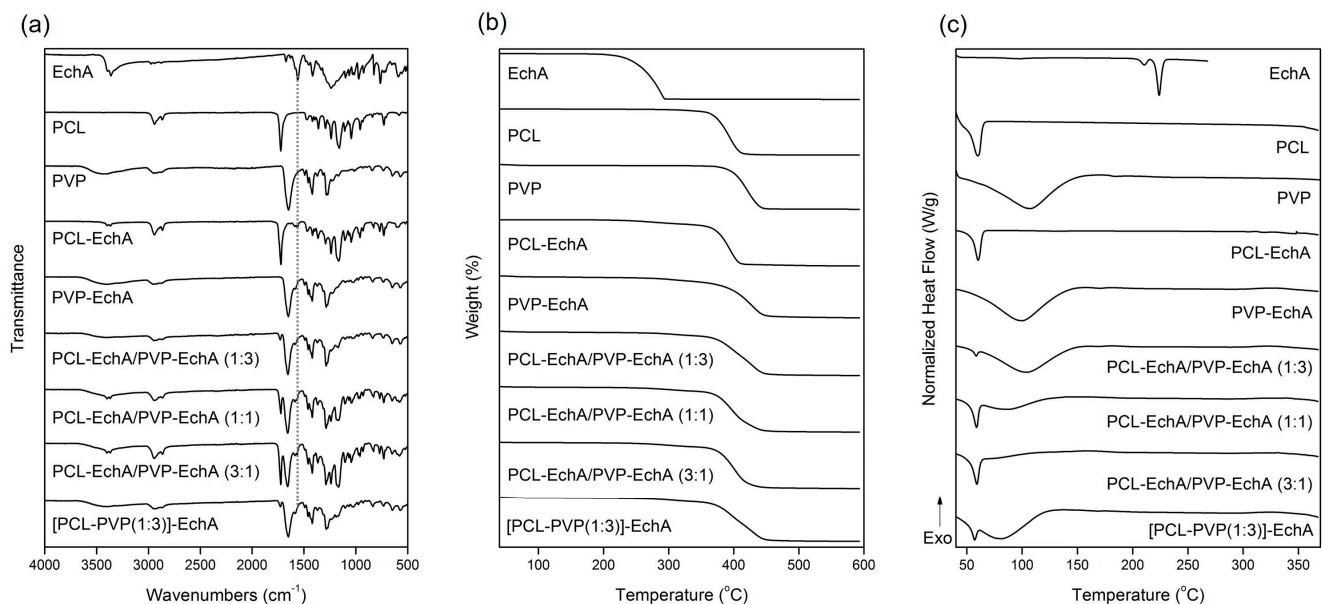 (a)
Transmittance
EchA
PCL
PVP
PCL-EchA
PVP-EchA
PCL-EchA/PVP-EchA (1:3)
PCL-EchA/PVP-EchA (1:1)
PCL-EchA/PVP-EchA (3:1)
[PCL-PVP(1:3)]-EchA
4000 3500 3000 2500 2000 1500 1000 500
Wavenumbers (cm⁻¹)
(b)
Weight (%)
EchA
PCL
PVP
PCL-EchA
PVP-EchA
PCL-EchA/PVP-EchA (1:3)
PCL-EchA/PVP-EchA (1:1)
PCL-EchA/PVP-EchA (3:1)
[PCL-PVP(1:3)]-EchA
100 200 300 400 500 600
Temperature (°C)
(c)
Normalized Heat Flow (W/g)
Exo
EchA
PCL
PVP
PCL-EchA
PVP-EchA
PCL-EchA/PVP-EchA (1:3)
PCL-EchA/PVP-EchA (1:1)
PCL-EchA/PVP-EchA (3:1)
[PCL-PVP(1:3)]-EchA
50 100 150 200 250 300 350
Temperature (°C)